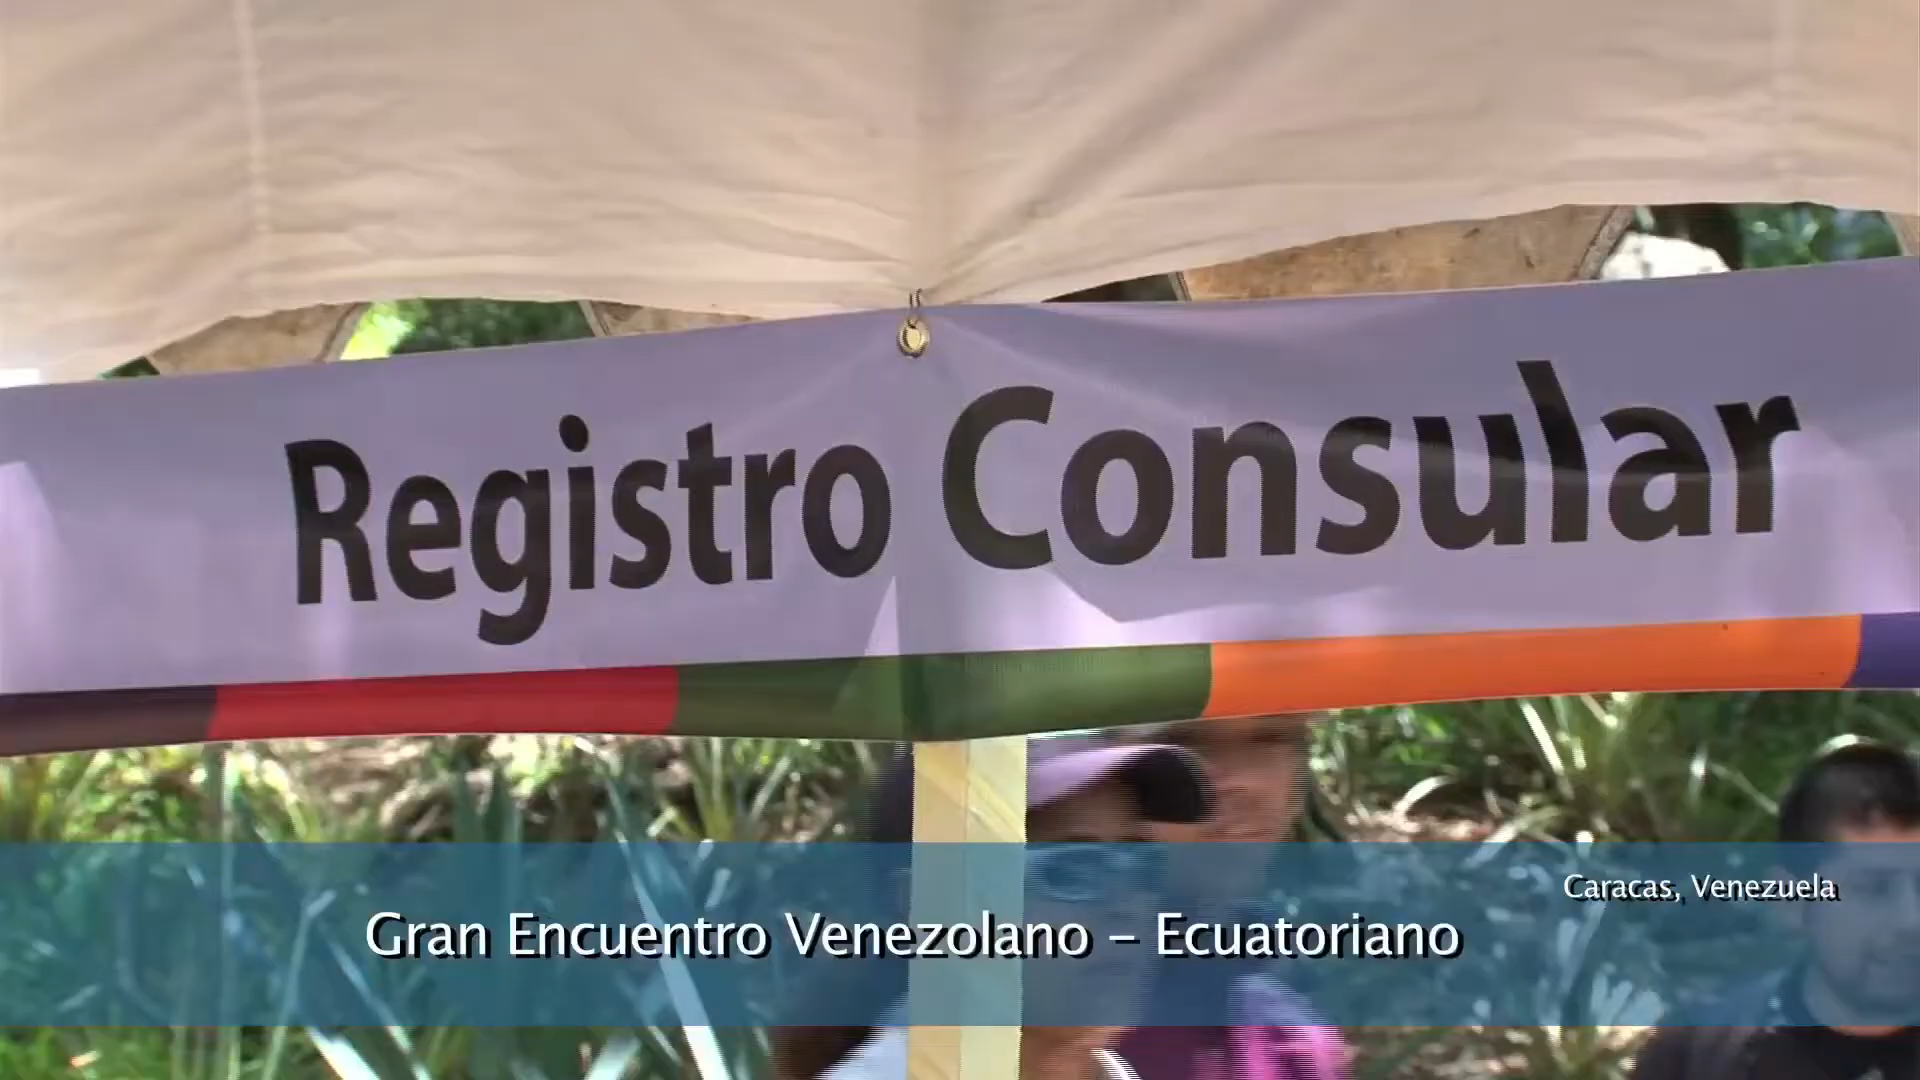 Registro Consular
Caracas, Venezuela
Gran Encuentro Venezolano – Ecuatoriano